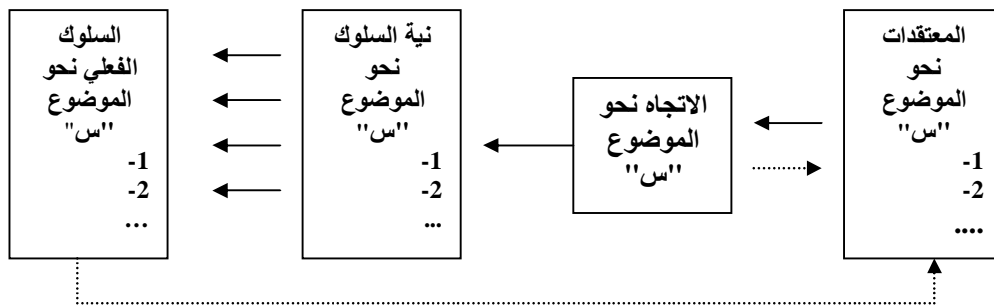 المعتقدات
نحو
الموضوع
"س"
1-
2-
....
الاتجاه نحو
الموضوع
"س"
نية السلوك
نحو
الموضوع
"س"
1-
2-
...
السلوك
الفعلي نحو
الموضوع
"س"
1-
2-
...